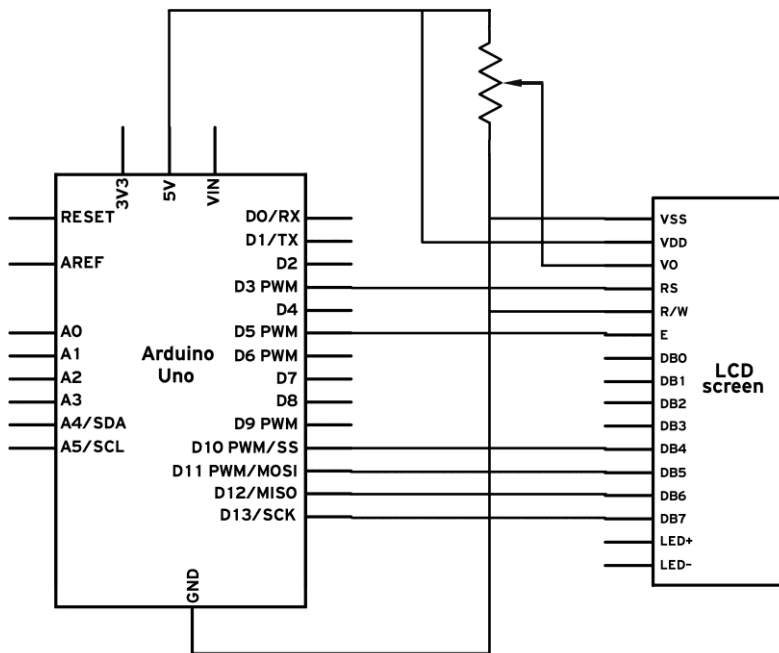 3V3
5V
VIN
RESET
AREF
A0
A1
A2
A3
A4/SDA
A5/SCL
Arduino
Uno
D0/RX
D1/TX
D2
D3 PWM
D4
D5 PWM
D6 PWM
D7
D8
D9 PWM
D10 PWM/SS
D11 PWM/MOSI
D12/MISO
D13/SCK
GND
VSS
VDD
VO
RS
R/W
E
DB0
DB1
DB2
DB3
DB4
DB5
DB6
DB7
LED+
LED-
LCD
screen